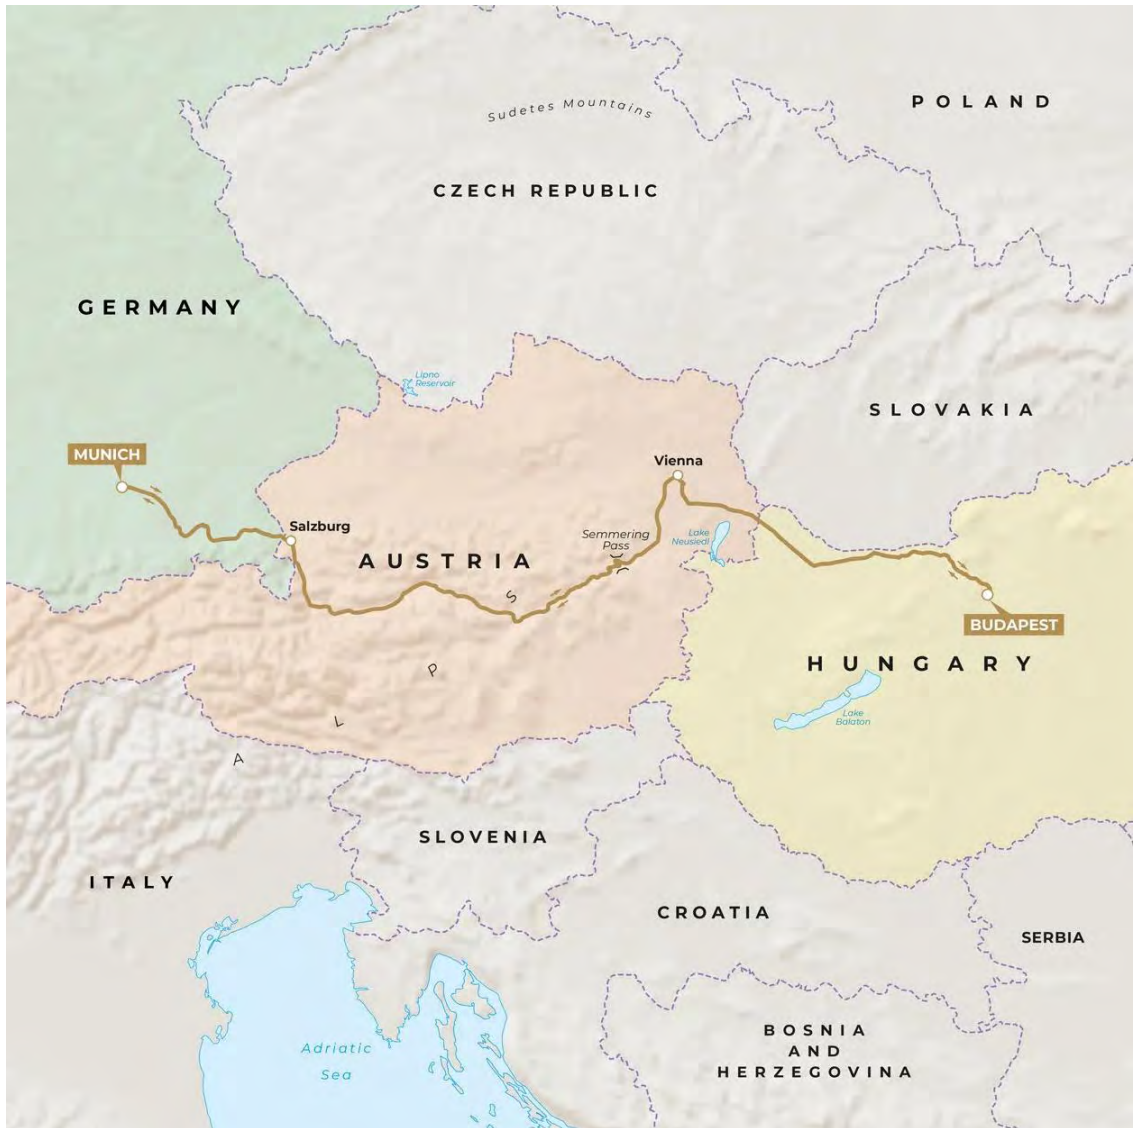 POLAND
Sudetes Mountains
CZECH REPUBLIC
GERMANY
Lipno
Reservoir
SLOVAKIA
MUNICH
Vienna
Salzburg
Semmering
Pass
Lake
Neusiedl
AUSTRIA
BUDAPEST
HUNGARY
Lake
Balaton
ALPS
SLOVENIA
ITALY
CROATIA
SERBIA
BOSNIA
AND
HERZEGOVINA
Adriatic
Sea